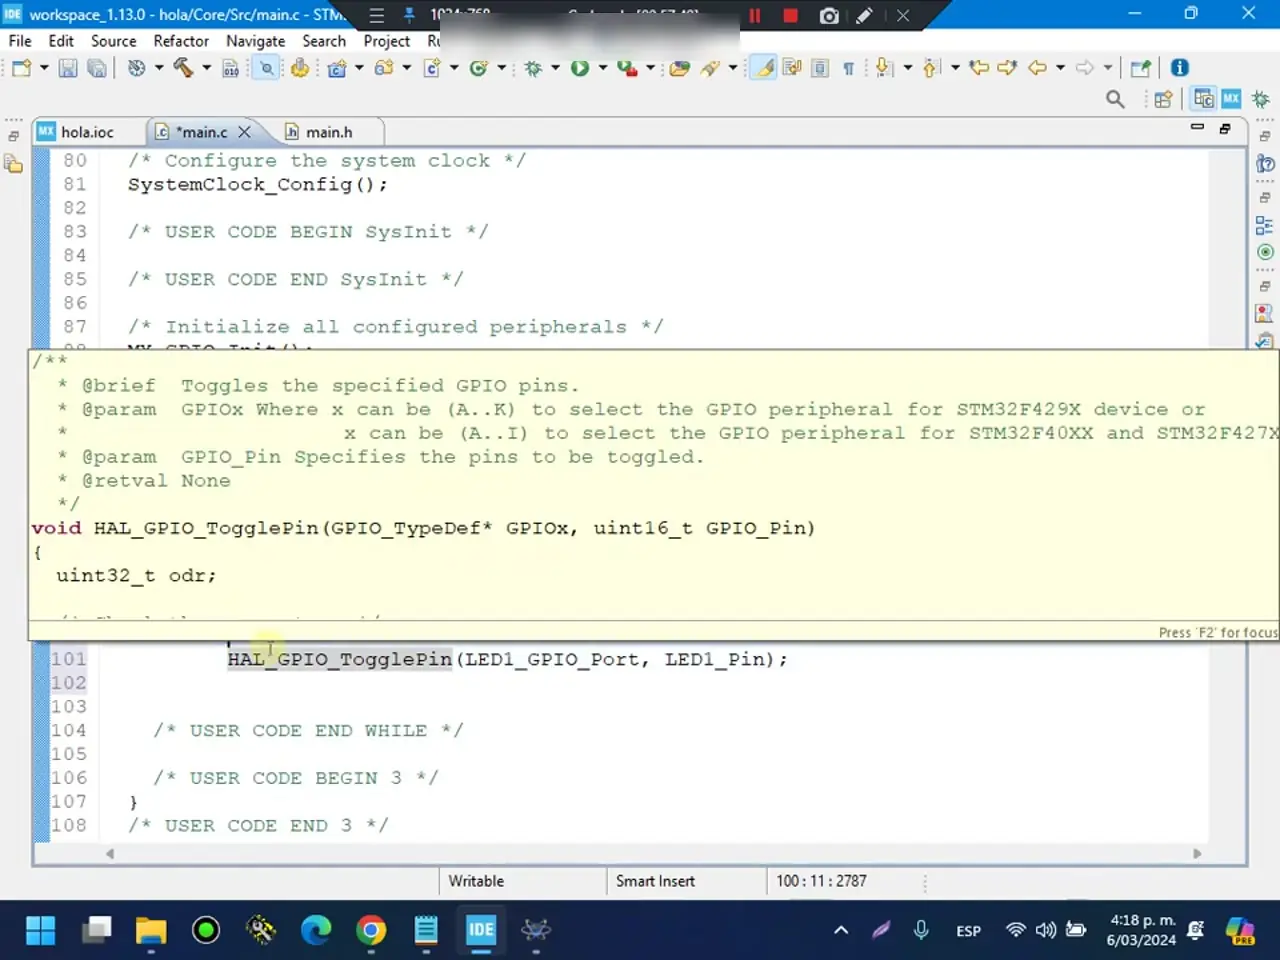 IDE workspace_1.13.0 - hola/Core/Src/main.c - STM
File Edit Source Refactor Navigate Search Project Ru
MX hola.ioc *main.c main.h
80 /* Configure the system clock */
81 SystemClock_Config();
82
83 /* USER CODE BEGIN SysInit */
84
85 /* USER CODE END SysInit */
86
87 /* Initialize all configured peripherals */
/**
* @brief Toggles the specified GPIO pins.
* @param GPIOx Where x can be (A..K) to select the GPIO peripheral for STM32F429X device or
* x can be (A..I) to select the GPIO peripheral for STM32F40XX and STM32F427X
* @param GPIO_Pin Specifies the pins to be toggled.
* @retval None
*/
void HAL_GPIO_TogglePin(GPIO_TypeDef* GPIOx, uint16_t GPIO_Pin)
{
uint32_t odr;
Press 'F2' for focus
101 HAL_GPIO_TogglePin(LED1_GPIO_Port, LED1_Pin);
102
103
104 /* USER CODE END WHILE */
105
106 /* USER CODE BEGIN 3 */
107 }
108 /* USER CODE END 3 */
Writable Smart Insert 100 : 11 : 2787
IDE ESP 4:18 p. m.
6/03/2024
PRE